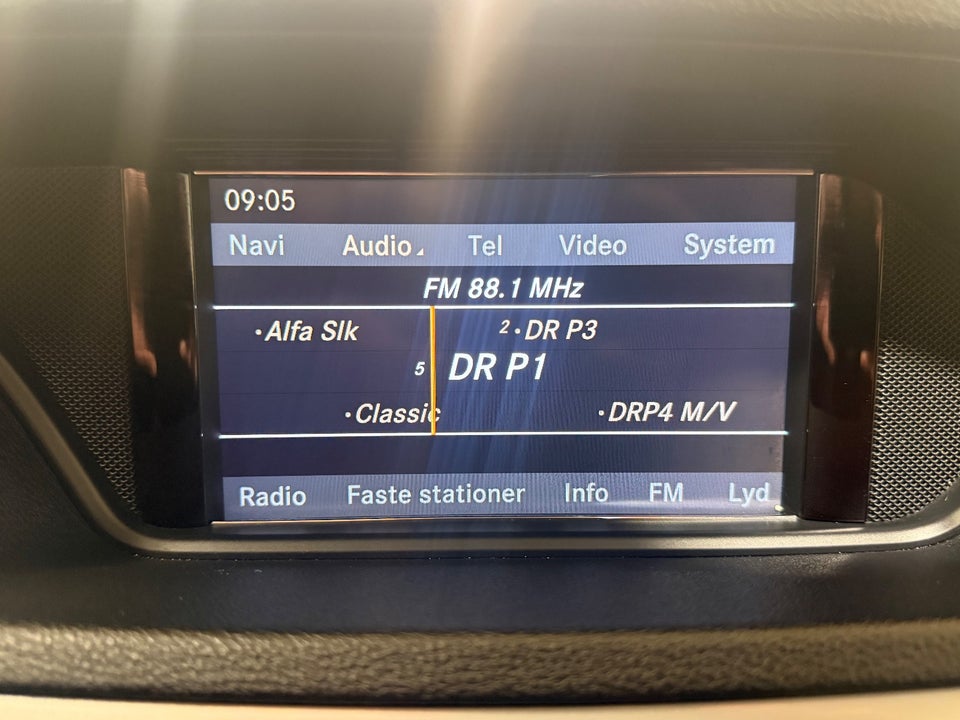 09:05
Navi Audio Tel Video System
FM 88.1 MHz
·Alfa Slk 2·DR P3
5 DR P1
·Classic ·DRP4 M/V
Radio Faste stationer Info FM Lyd